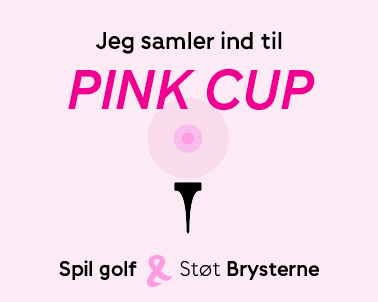 Jeg samler ind til
PINK CUP
Spil golf & Støt Brysterne